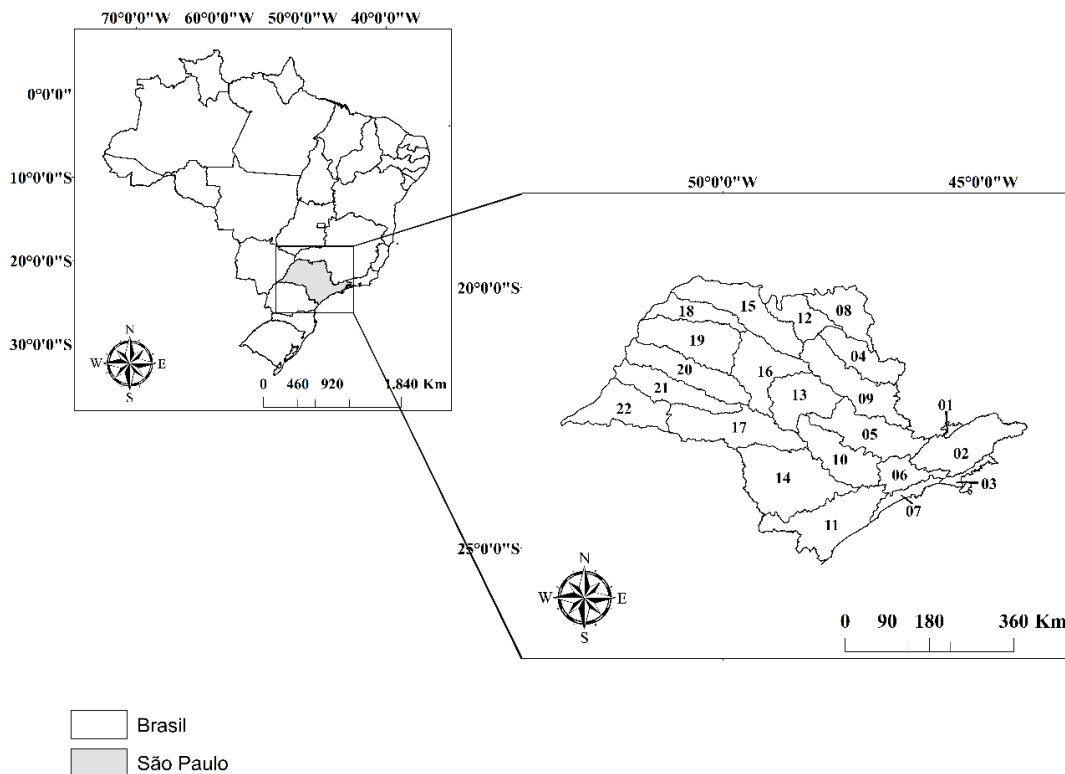 70°0'0"W 60°0'0"W 50°0'0"W 40°0'0"W
0°0'0"
10°0'0"S
20°0'0"S
30°0'0"S
N
W E
S
0 460 920 1.840 Km
50°0'0"W 45°0'0"W
20°0'0"S
25°0'0"S
15
18
12
08
19
04
16
20
13
21
09
22
01
17
05
02
10
06
14
03
07
11
N
W E
S
0 90 180 360 Km
Brasil
São Paulo